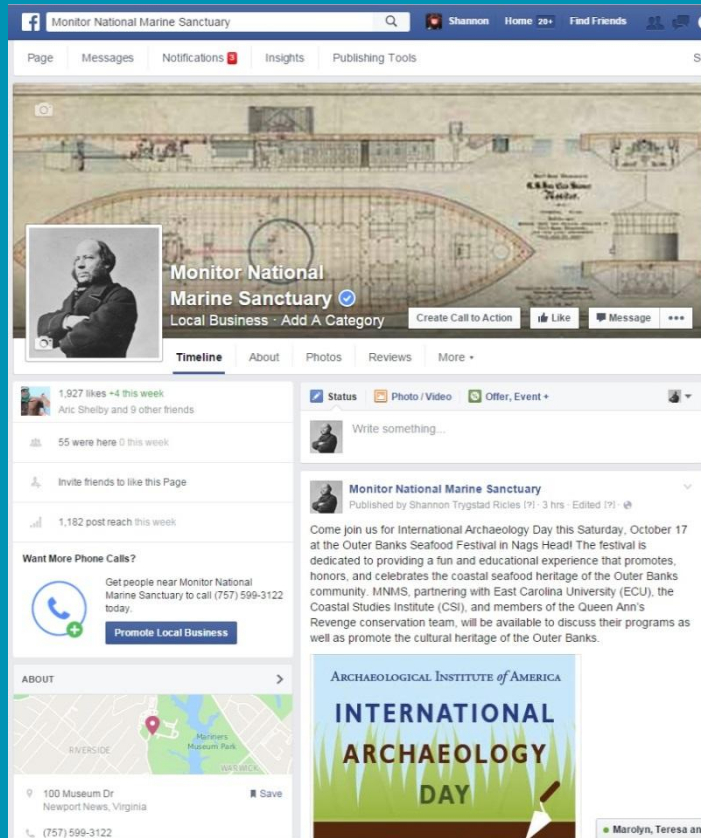 Monitor National Marine Sanctuary
Shannon Home 20+ Find Friends
Page Messages Notifications 3 Insights Publishing Tools
Monitor National
Marine Sanctuary
Local Business · Add A Category
Create Call to Action Like Message
Timeline About Photos Reviews More
1,927 likes +4 this week
Aric Shelby and 9 other friends
55 were here 0 this week
Invite friends to like this Page
1,182 post reach this week
Want More Phone Calls?
Get people near Monitor National
Marine Sanctuary to call (757) 599-3122
today.
Promote Local Business
ABOUT
RIVERSIDE
Mariners
Museum Park
WARWICK
100 Museum Dr Save
Newport News, Virginia
(757) 599-3122
Status Photo / Video Offer, Event +
Write something...
Monitor National Marine Sanctuary
Published by Shannon Trygstad Ricles [?] · 3 hrs · Edited [?] ·
Come join us for International Archaeology Day this Saturday, October 17
at the Outer Banks Seafood Festival in Nags Head! The festival is
dedicated to providing a fun and educational experience that promotes,
honors, and celebrates the coastal seafood heritage of the Outer Banks
community. MNMS, partnering with East Carolina University (ECU), the
Coastal Studies Institute (CSI), and members of the Queen Ann's
Revenge conservation team, will be available to discuss their programs as
well as promote the cultural heritage of the Outer Banks.
ARCHAEOLOGICAL INSTITUTE of AMERICA
INTERNATIONAL
ARCHAEOLOGY
DAY
Marolyn, Teresa an